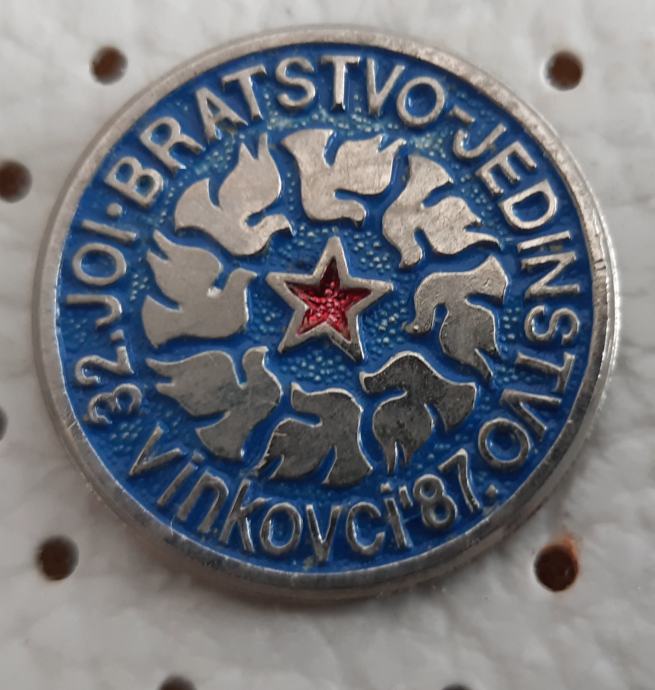 32. JOI · BRATSTVO-JEDINSTVO
vinkovci '87.